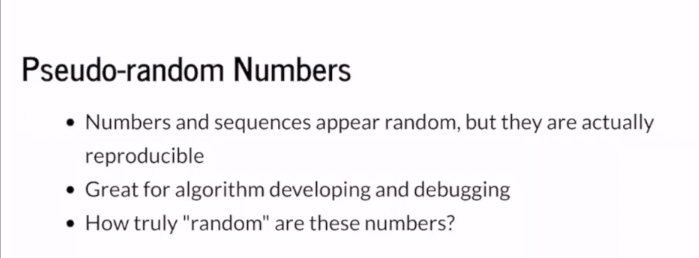 Pseudo-random Numbers
• Numbers and sequences appear random, but they are actually
reproducible
• Great for algorithm developing and debugging
• How truly "random" are these numbers?